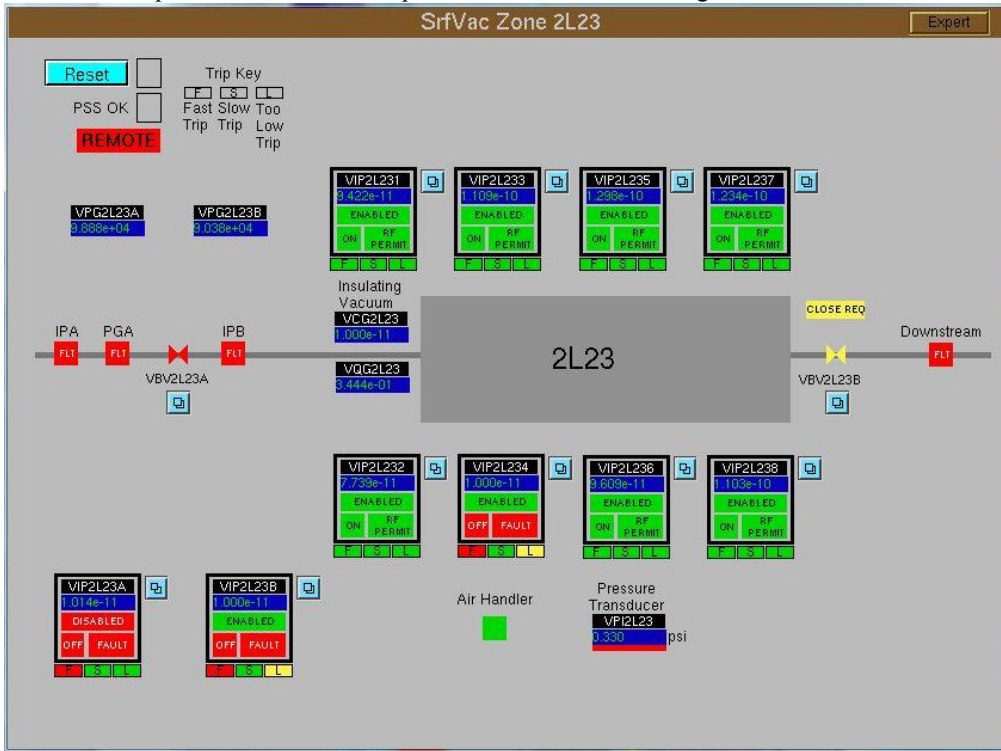 SrfVac Zone 2L23
Expert
Reset
Trip Key
F S L
PSS OK
Fast Slow Too
Trip Trip Low
Trip
REMOTE
VIP2L231
9.422e-11
ENABLED
ON RF PERMIT
F S L
VIP2L233
1.109e-10
ENABLED
ON RF PERMIT
F S L
VIP2L235
1.298e-10
ENABLED
ON RF PERMIT
F S L
VIP2L237
1.234e-10
ENABLED
ON RF PERMIT
F S L
VPG2L23A
9.888e+04
VPG2L23B
9.038e+04
Insulating
Vacuum
VCG2L23
1.000e-11
VQG2L23
3.444e-01
IPA
FLT
PGA
FLT
VBV2L23A
IPB
FLT
2L23
CLOSE REQ
VBV2L23B
Downstream
FLT
VIP2L232
7.739e-11
ENABLED
ON RF PERMIT
F S L
VIP2L234
1.000e-11
ENABLED
OFF FAULT
F S L
VIP2L236
9.609e-11
ENABLED
ON RF PERMIT
F S L
VIP2L238
1.103e-10
ENABLED
ON RF PERMIT
F S L
VIP2L23A
1.014e-11
DISABLED
OFF FAULT
F S L
VIP2L23B
1.000e-11
ENABLED
OFF FAULT
F S L
Air Handler
Pressure
Transducer
VPI2L23
0.330 psi